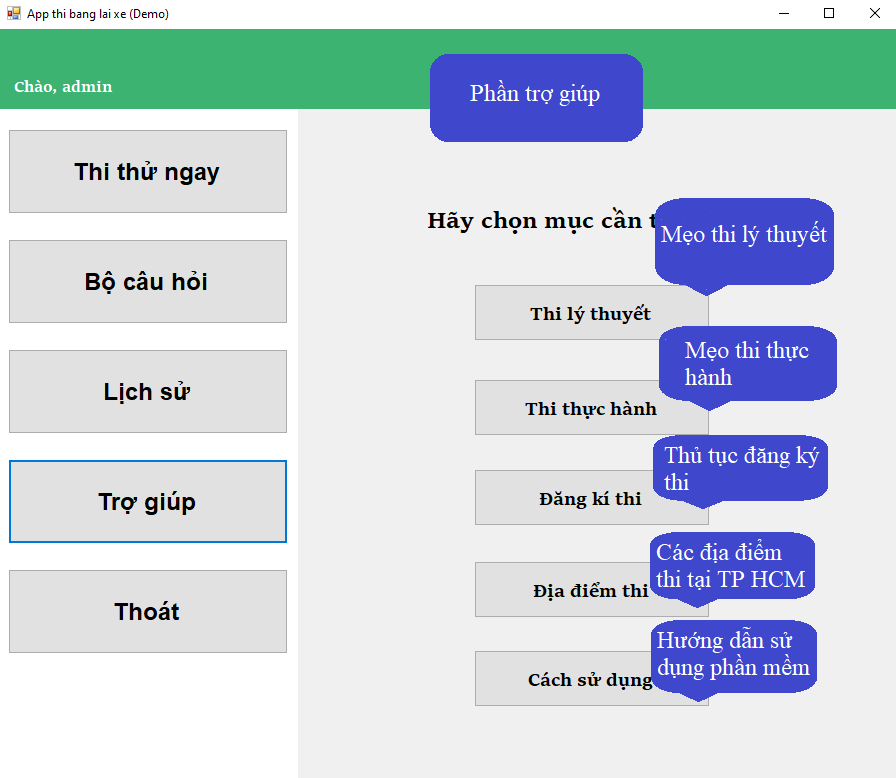 App thi bang lai xe (Demo)
Chào, admin
Phần trợ giúp
Thi thử ngay
Bộ câu hỏi
Lịch sử
Trợ giúp
Thoát
Hãy chọn mục cần
Mẹo thi lý thuyết
Thi lý thuyết
Mẹo thi thực
hành
Thi thực hành
Thủ tục đăng ký
thi
Đăng kí thi
Các địa điểm
thi tại TP HCM
Địa điểm thi
Hướng dẫn sử
dụng phần mềm
Cách sử dụng